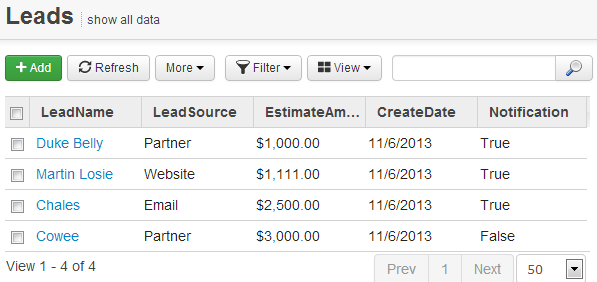 Leads show all data
Add Refresh More Filter View
LeadName LeadSource EstimateAm... CreateDate Notification
Duke Belly Partner $1,000.00 11/6/2013 True
Martin Losie Website $1,111.00 11/6/2013 True
Chales Email $2,500.00 11/6/2013 True
Cowee Partner $3,000.00 11/6/2013 False
View 1 - 4 of 4 Prev 1 Next 50